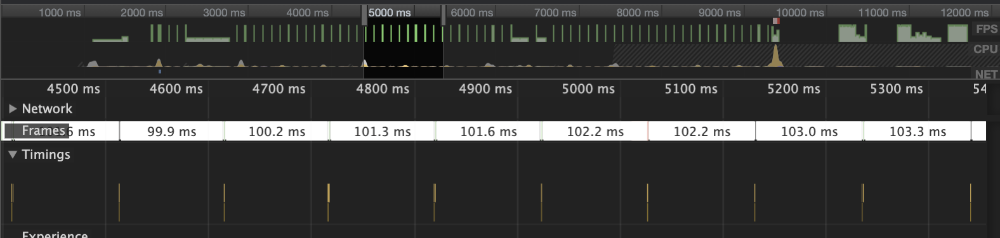 1000 ms 2000 ms 3000 ms 4000 ms 5000 ms 6000 ms 7000 ms 8000 ms 9000 ms 10000 ms 11000 ms 12000 ms
FPS
CPU
NET
4500 ms 4600 ms 4700 ms 4800 ms 4900 ms 5000 ms 5100 ms 5200 ms 5300 ms 54
Network
Frames 6 ms 99.9 ms 100.2 ms 101.3 ms 101.6 ms 102.2 ms 102.2 ms 103.0 ms 103.3 ms
Timings
Experience